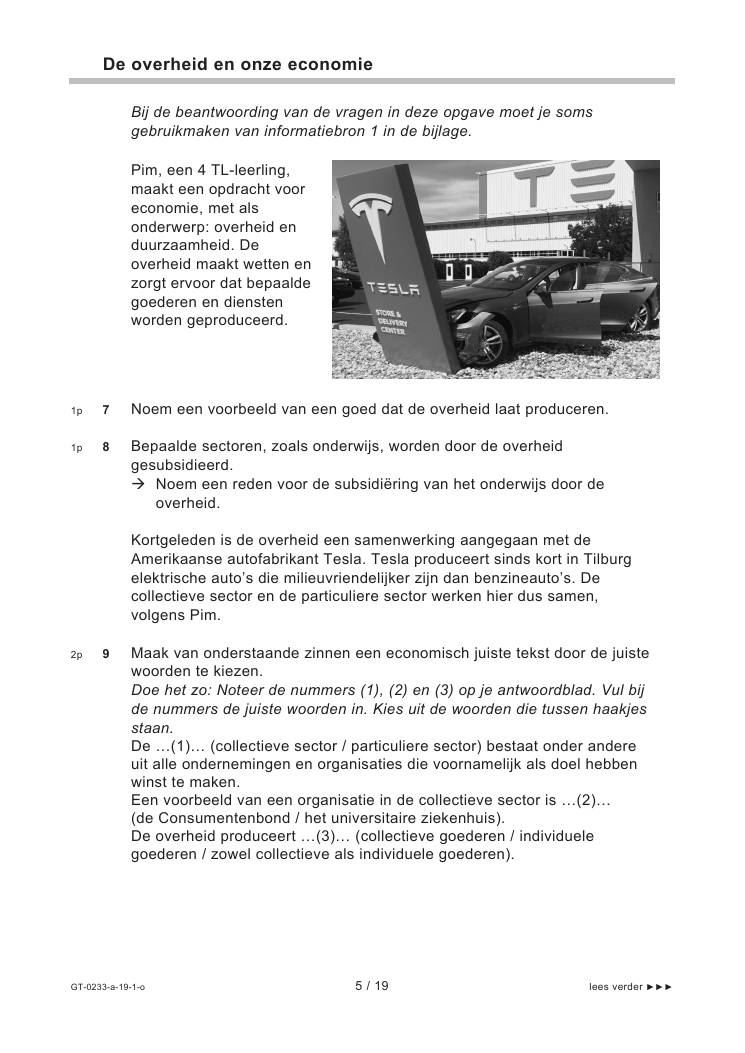 De overheid en onze economie
Bij de beantwoording van de vragen in deze opgave moet je soms
gebruikmaken van informatiebron 1 in de bijlage.
Pim, een 4 TL-leerling,
maakt een opdracht voor
economie, met als
onderwerp: overheid en
duurzaamheid. De
overheid maakt wetten en
zorgt ervoor dat bepaalde
goederen en diensten
worden geproduceerd.
TESLA
STORE &
DELIVERY
CENTER
1p 7 Noem een voorbeeld van een goed dat de overheid laat produceren.
1p 8 Bepaalde sectoren, zoals onderwijs, worden door de overheid
gesubsidieerd.
→ Noem een reden voor de subsidiëring van het onderwijs door de
overheid.
Kortgeleden is de overheid een samenwerking aangegaan met de
Amerikaanse autofabrikant Tesla. Tesla produceert sinds kort in Tilburg
elektrische auto’s die milieuvriendelijker zijn dan benzineauto’s. De
collectieve sector en de particuliere sector werken hier dus samen,
volgens Pim.
2p 9 Maak van onderstaande zinnen een economisch juiste tekst door de juiste
woorden te kiezen.
Doe het zo: Noteer de nummers (1), (2) en (3) op je antwoordblad. Vul bij
de nummers de juiste woorden in. Kies uit de woorden die tussen haakjes
staan.
De …(1)… (collectieve sector / particuliere sector) bestaat onder andere
uit alle ondernemingen en organisaties die voornamelijk als doel hebben
winst te maken.
Een voorbeeld van een organisatie in de collectieve sector is …(2)…
(de Consumentenbond / het universitaire ziekenhuis).
De overheid produceert …(3)… (collectieve goederen / individuele
goederen / zowel collectieve als individuele goederen).
GT-0233-a-19-1-o 5 / 19 lees verder ►►►